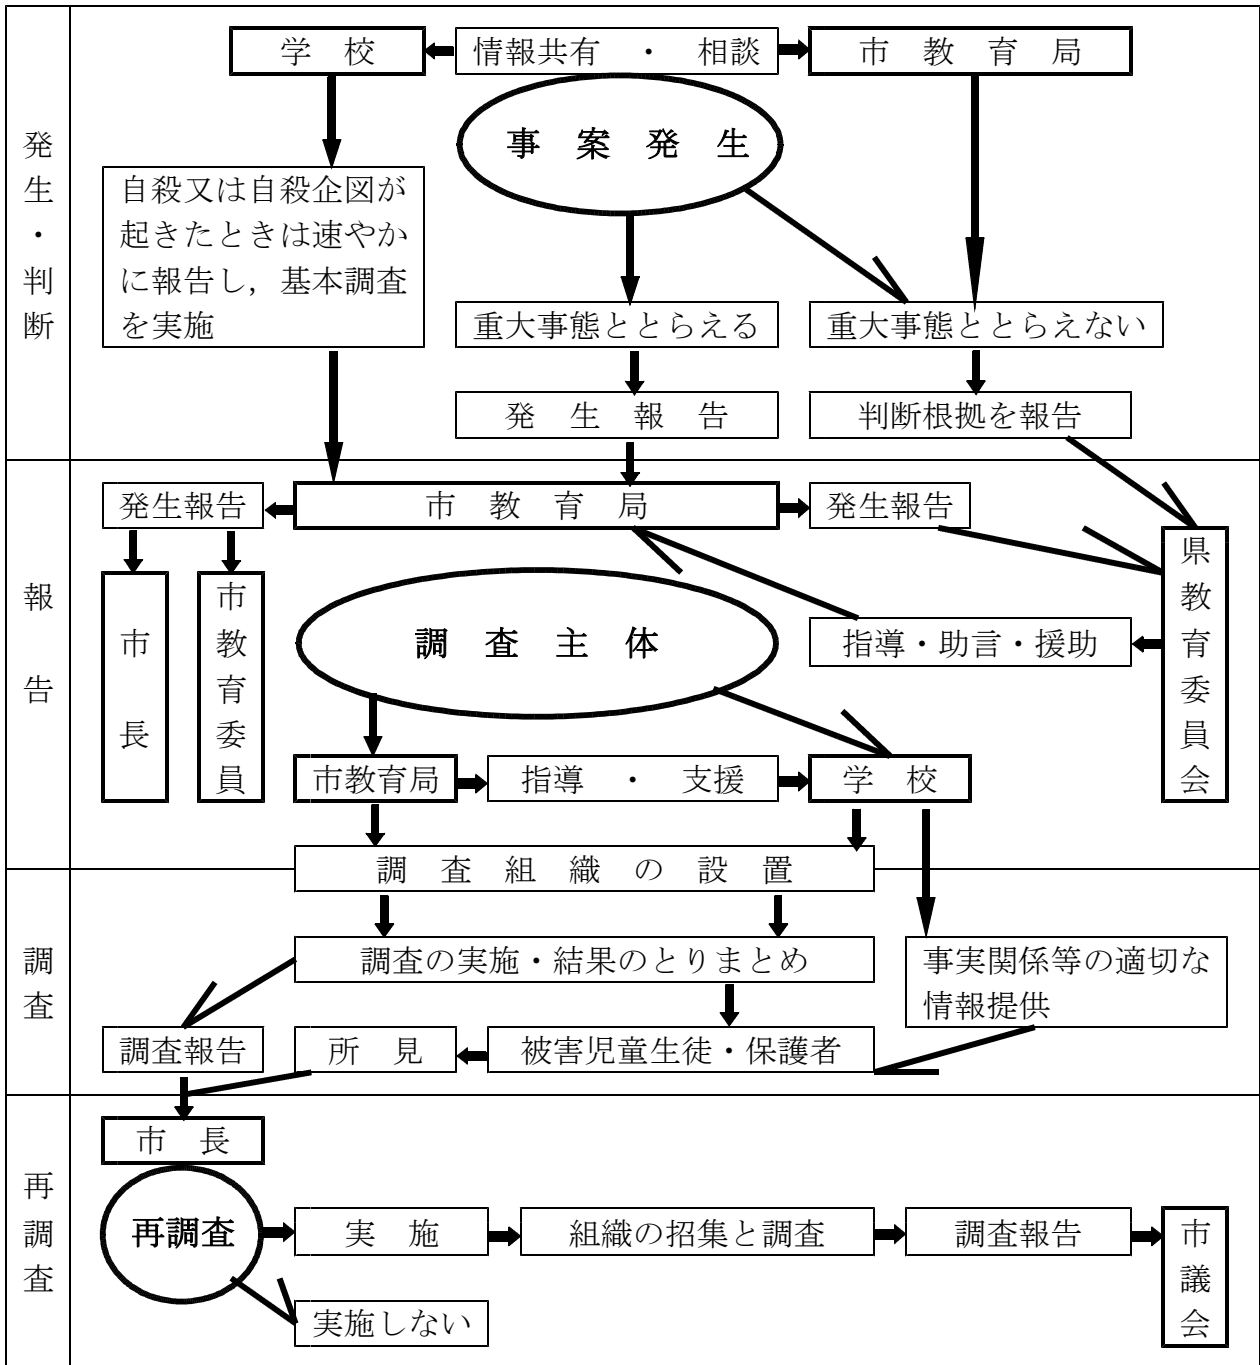 発生・判断
学　校
情報共有　・　相談
市　教　育　局
事　案　発　生
自殺又は自殺企図が
起きたときは速やか
に報告し，基本調査
を実施
重大事態ととらえる
重大事態ととらえない
発　生　報　告
判断根拠を報告
報告
発生報告
市　教　育　局
発生報告
市長
市教育委員
県教育委員会
調　査　主　体
指導・助言・援助
市教育局
指導　・　支援
学　校
調　査　組　織　の　設　置
調査
調査の実施・結果のとりまとめ
事実関係等の適切な
情報提供
調査報告
所　見
被害児童生徒・保護者
再調査
市　長
再調査
実　施
組織の招集と調査
調査報告
市議会
実施しない